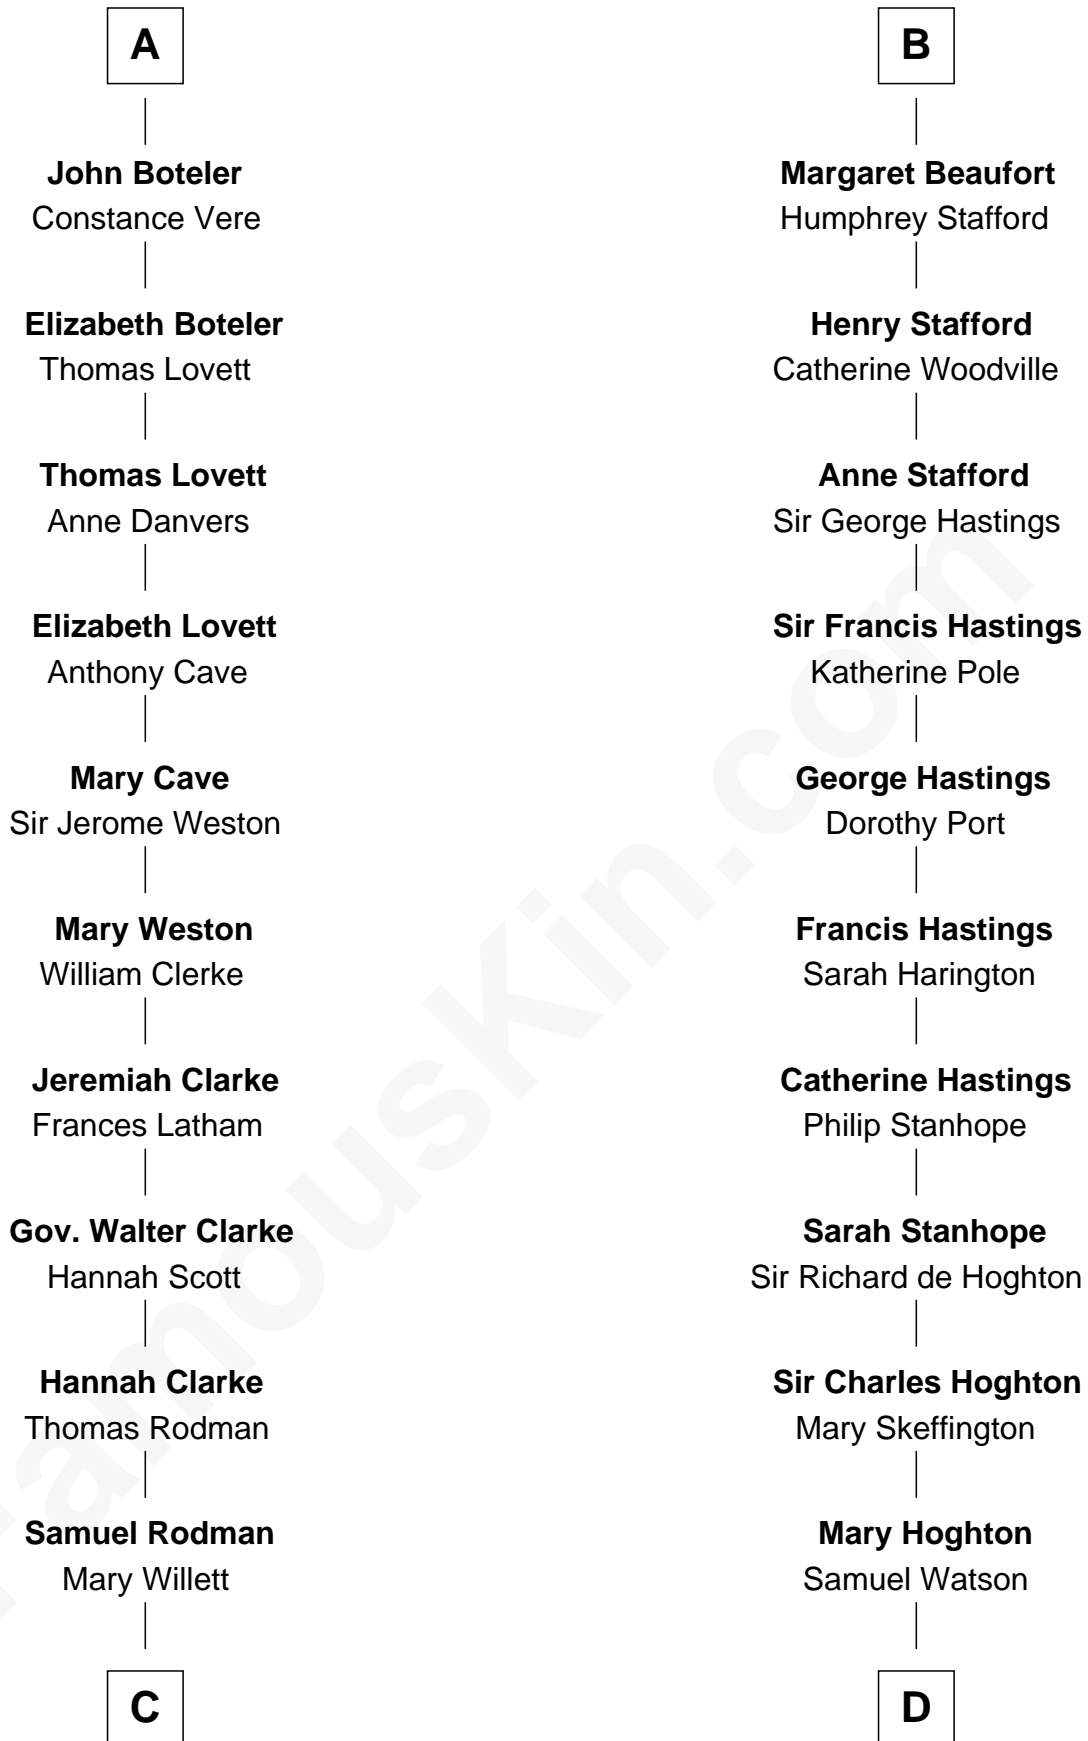 A
John Boteler
Constance Vere
Elizabeth Boteler
Thomas Lovett
Thomas Lovett
Anne Danvers
Elizabeth Lovett
Anthony Cave
Mary Cave
Sir Jerome Weston
Mary Weston
William Clerke
Jeremiah Clarke
Frances Latham
Gov. Walter Clarke
Hannah Scott
Hannah Clarke
Thomas Rodman
Samuel Rodman
Mary Willett
C
B
Margaret Beaufort
Humphrey Stafford
Henry Stafford
Catherine Woodville
Anne Stafford
Sir George Hastings
Sir Francis Hastings
Katherine Pole
George Hastings
Dorothy Port
Francis Hastings
Sarah Harington
Catherine Hastings
Philip Stanhope
Sarah Stanhope
Sir Richard de Hoghton
Sir Charles Hoghton
Mary Skeffington
Mary Hoghton
Samuel Watson
D
FamousKin.com